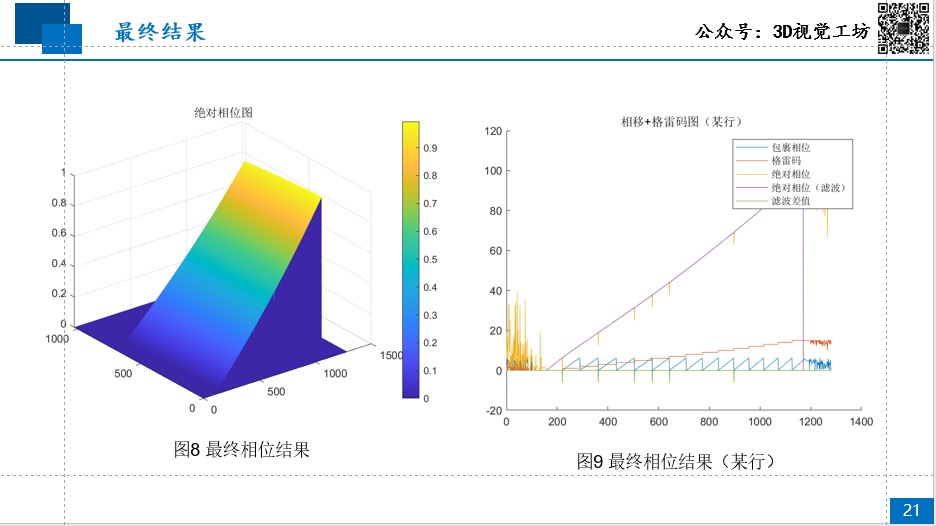 最终结果
公众号：3D视觉工坊
绝对相位图
1
0.8
0.6
0.4
0.2
0
1000
500
0
0
500
1000
1500
0.9
0.8
0.7
0.6
0.5
0.4
0.3
0.2
0.1
0
图8 最终相位结果
相移+格雷码图（某行）
包裹相位
格雷码
绝对相位
绝对相位（滤波）
滤波差值
120
100
80
60
40
20
0
-20
0 200 400 600 800 1000 1200 1400
图9 最终相位结果（某行）
21